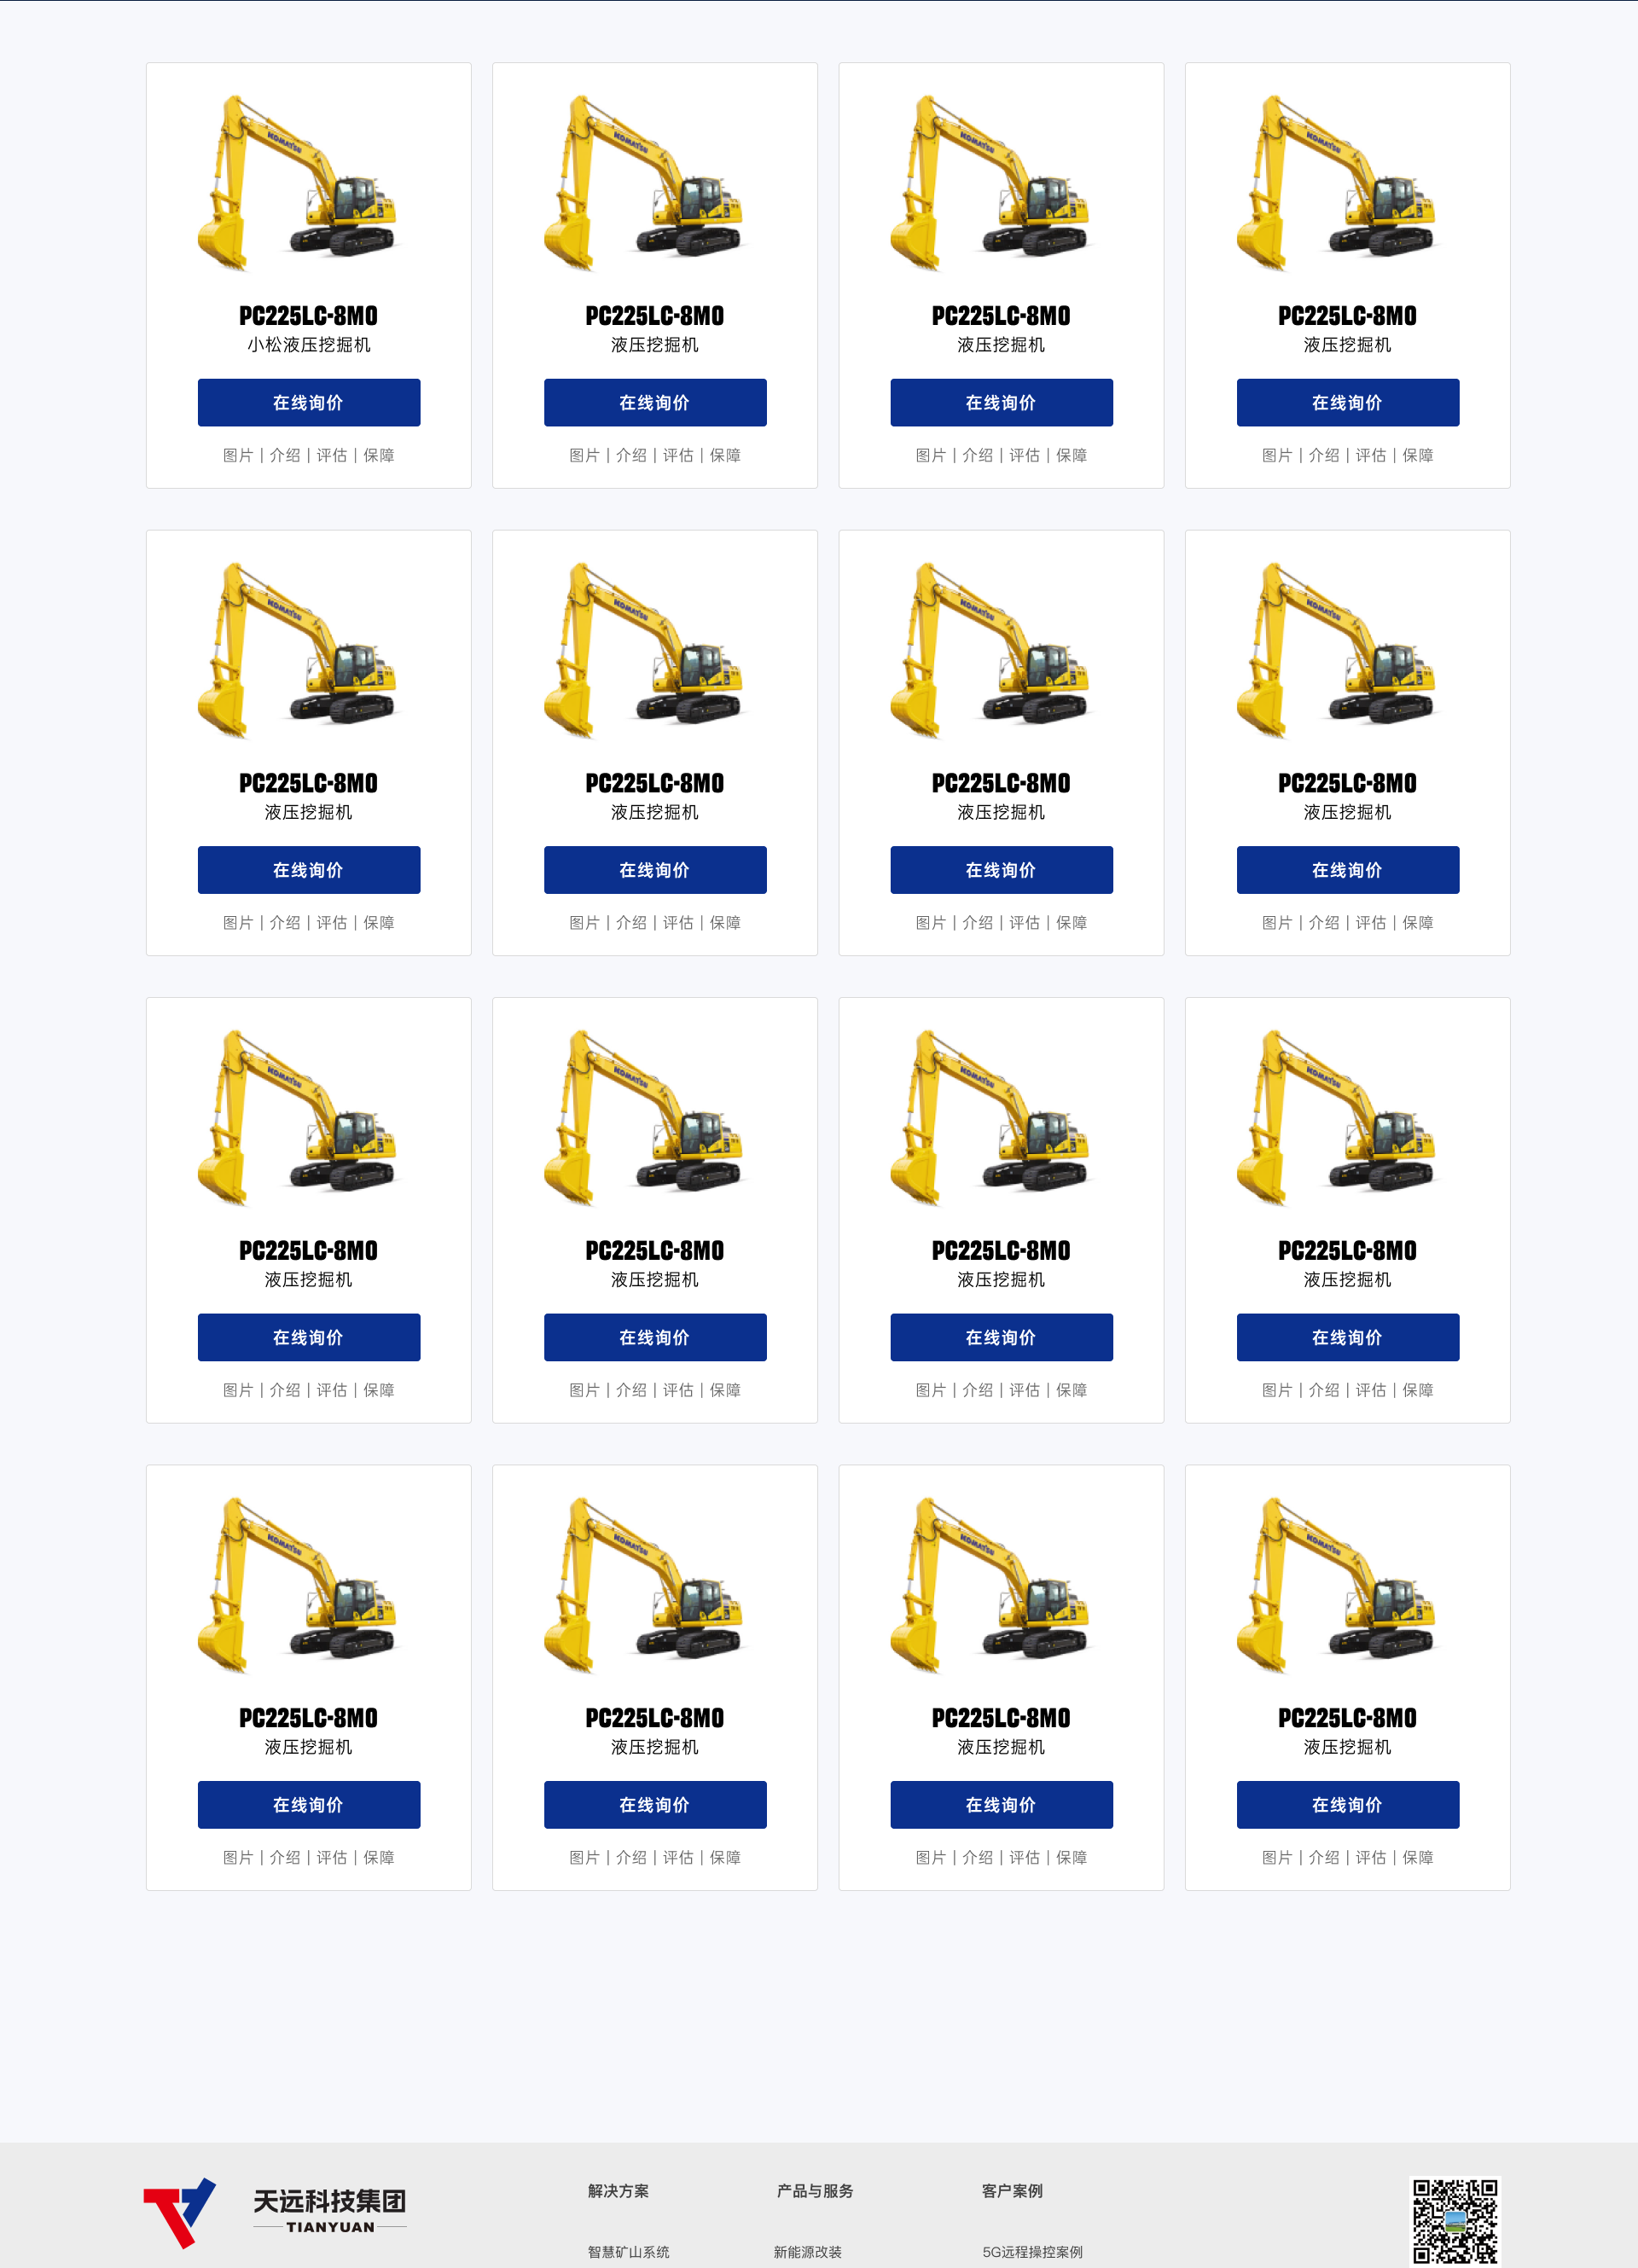 KOMATSU KOMATSU KOMATSU KOMATSU
PC225LC-8M0 PC225LC-8M0 PC225LC-8M0 PC225LC-8M0
小松液压挖掘机 液压挖掘机 液压挖掘机 液压挖掘机
在线询价 在线询价 在线询价 在线询价
图片 | 介绍 | 评估 | 保障 图片 | 介绍 | 评估 | 保障 图片 | 介绍 | 评估 | 保障 图片 | 介绍 | 评估 | 保障
KOMATSU KOMATSU KOMATSU KOMATSU
PC225LC-8M0 PC225LC-8M0 PC225LC-8M0 PC225LC-8M0
液压挖掘机 液压挖掘机 液压挖掘机 液压挖掘机
在线询价 在线询价 在线询价 在线询价
图片 | 介绍 | 评估 | 保障 图片 | 介绍 | 评估 | 保障 图片 | 介绍 | 评估 | 保障 图片 | 介绍 | 评估 | 保障
KOMATSU KOMATSU KOMATSU KOMATSU
PC225LC-8M0 PC225LC-8M0 PC225LC-8M0 PC225LC-8M0
液压挖掘机 液压挖掘机 液压挖掘机 液压挖掘机
在线询价 在线询价 在线询价 在线询价
图片 | 介绍 | 评估 | 保障 图片 | 介绍 | 评估 | 保障 图片 | 介绍 | 评估 | 保障 图片 | 介绍 | 评估 | 保障
KOMATSU KOMATSU KOMATSU KOMATSU
PC225LC-8M0 PC225LC-8M0 PC225LC-8M0 PC225LC-8M0
液压挖掘机 液压挖掘机 液压挖掘机 液压挖掘机
在线询价 在线询价 在线询价 在线询价
图片 | 介绍 | 评估 | 保障 图片 | 介绍 | 评估 | 保障 图片 | 介绍 | 评估 | 保障 图片 | 介绍 | 评估 | 保障
天远科技集团
TIANYUAN
解决方案 产品与服务 客户案例
智慧矿山系统 新能源改装 5G远程操控案例